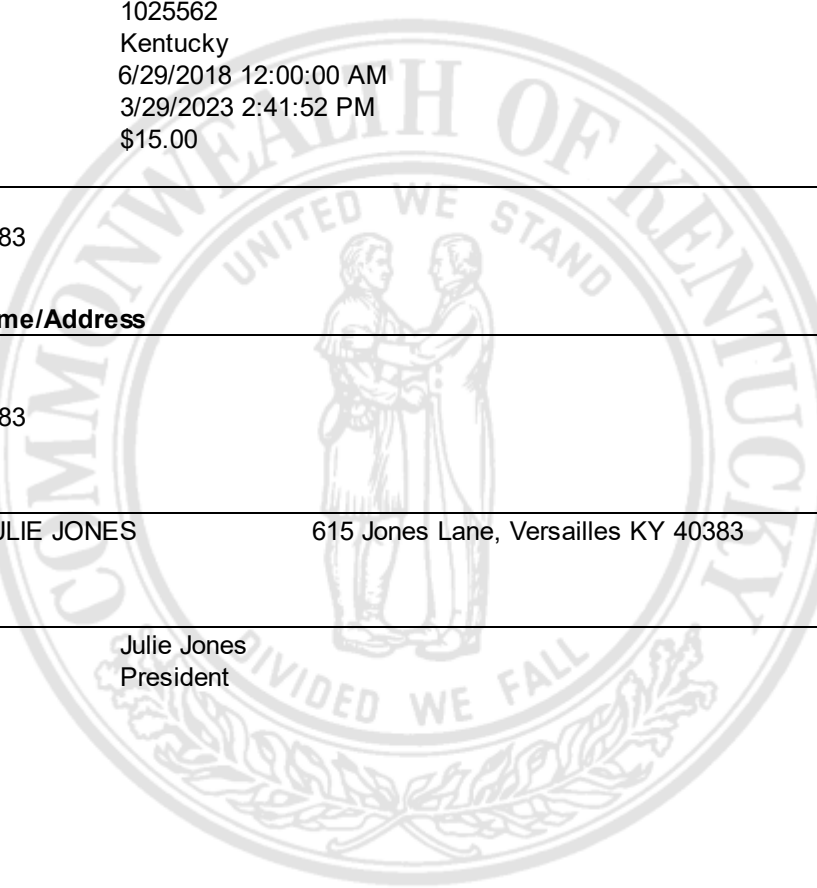 1025562
Kentucky
6/29/2018 12:00:00 AM
3/29/2023 2:41:52 PM
$15.00
COMMONWEALTH OF KENTUCKY
UNITED WE STAND
83
me/Address
83
ULIE JONES 615 Jones Lane, Versailles KY 40383
Julie Jones
President
DIVIDED WE FALL